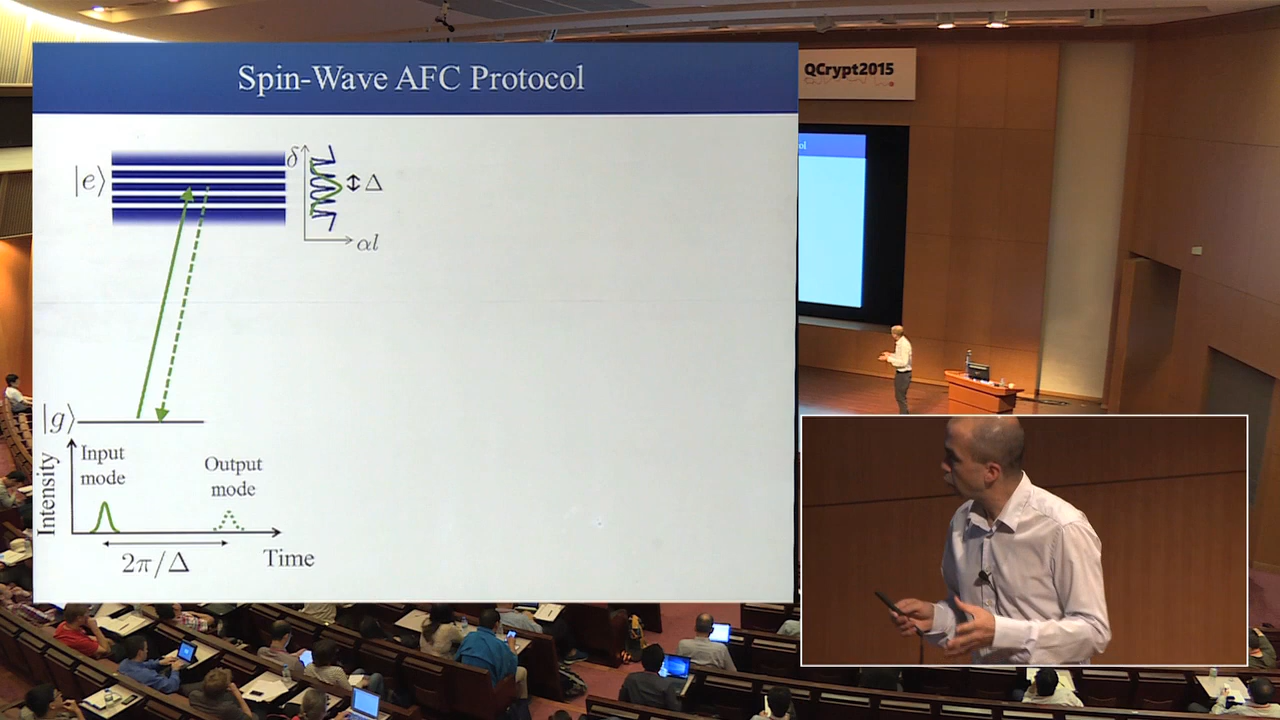 Spin-Wave AFC Protocol
QCrypt2015
ol
|e⟩
δ
Δ
αl
|g⟩
Input
mode
Output
mode
Intensity
2π/Δ
Time